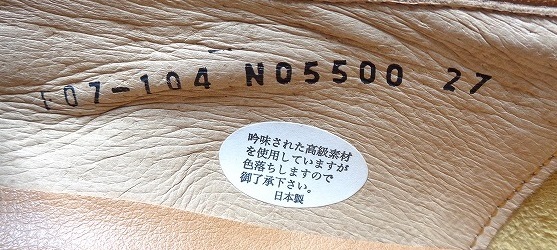 F07-104 NO5500 27
吟味された高級素材
を使用していますが
色落ちしますので
御了承下さい。
日本製